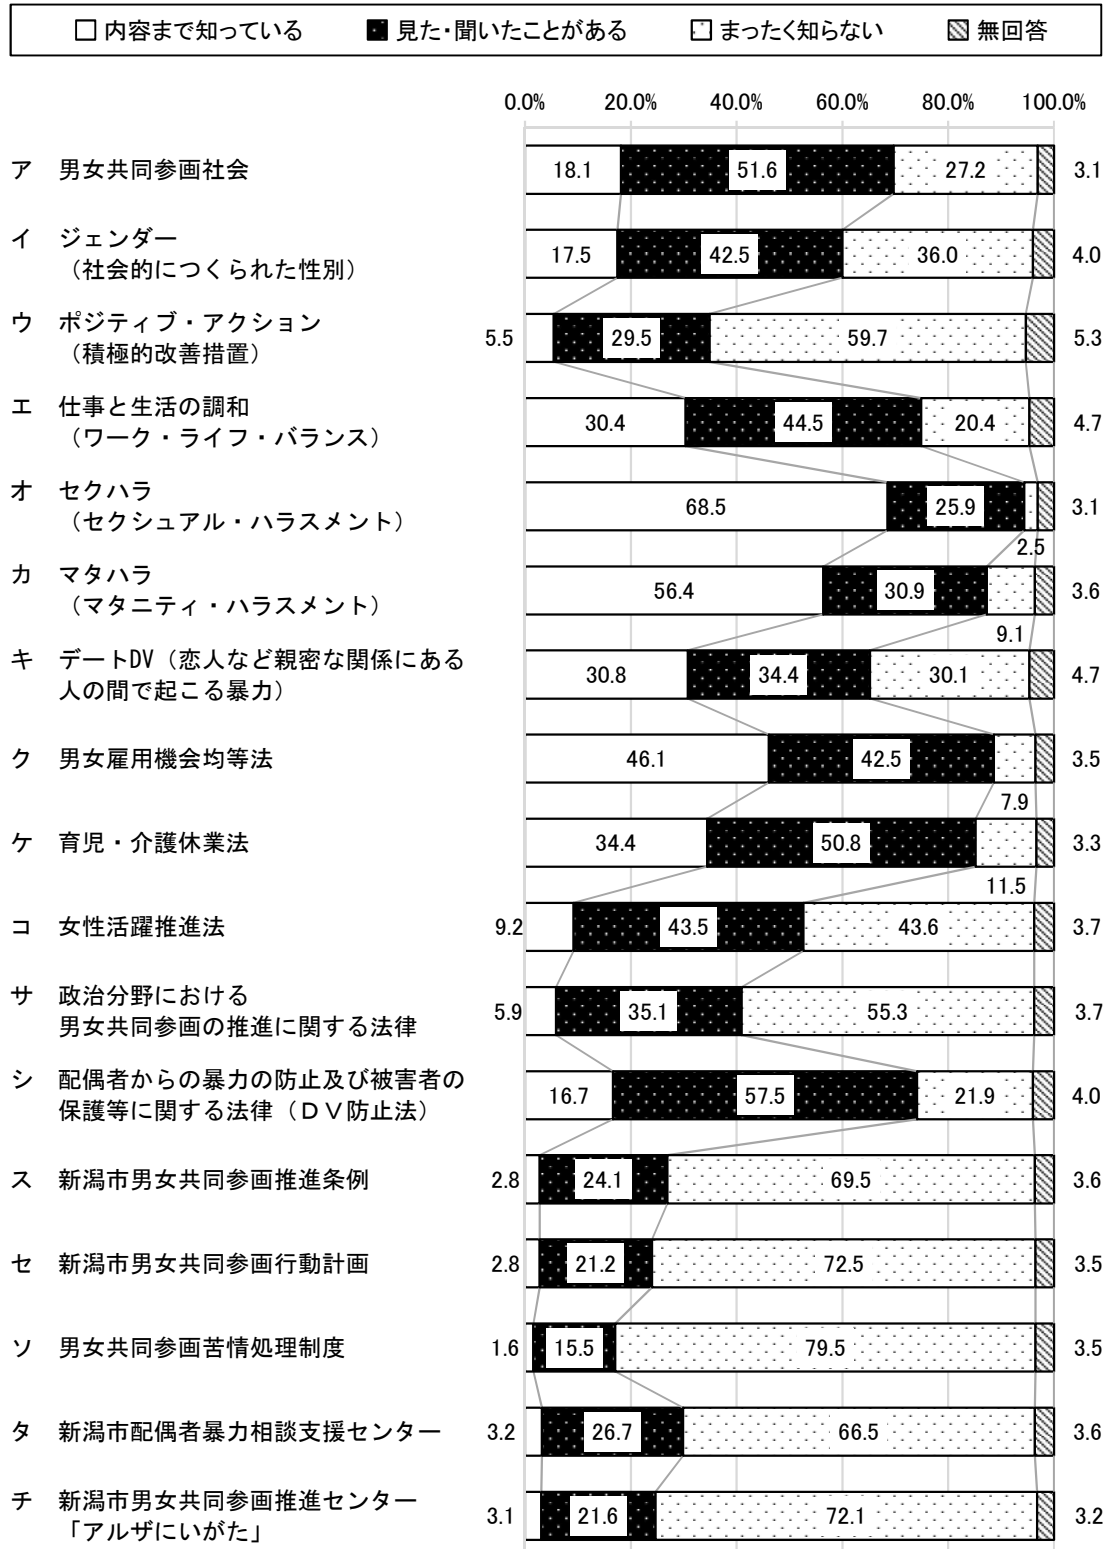 内容まで知っている 見た・聞いたことがある まったく知らない 無回答
0.0% 20.0% 40.0% 60.0% 80.0% 100.0%
ア 男女共同参画社会 18.1 51.6 27.2 3.1
イ ジェンダー
（社会的につくられた性別） 17.5 42.5 36.0 4.0
ウ ポジティブ・アクション
（積極的改善措置） 5.5 29.5 59.7 5.3
エ 仕事と生活の調和
（ワーク・ライフ・バランス） 30.4 44.5 20.4 4.7
オ セクハラ
（セクシュアル・ハラスメント） 68.5 25.9 2.5 3.1
カ マタハラ
（マタニティ・ハラスメント） 56.4 30.9 9.1 3.6
キ デートDV（恋人など親密な関係にある
人の間で起こる暴力） 30.8 34.4 30.1 4.7
ク 男女雇用機会均等法 46.1 42.5 7.9 3.5
ケ 育児・介護休業法 34.4 50.8 11.5 3.3
コ 女性活躍推進法 9.2 43.5 43.6 3.7
サ 政治分野における
男女共同参画の推進に関する法律 5.9 35.1 55.3 3.7
シ 配偶者からの暴力の防止及び被害者の
保護等に関する法律（ＤＶ防止法） 16.7 57.5 21.9 4.0
ス 新潟市男女共同参画推進条例 2.8 24.1 69.5 3.6
セ 新潟市男女共同参画行動計画 2.8 21.2 72.5 3.5
ソ 男女共同参画苦情処理制度 1.6 15.5 79.5 3.5
タ 新潟市配偶者暴力相談支援センター 3.2 26.7 66.5 3.6
チ 新潟市男女共同参画推進センター
「アルザにいがた」 3.1 21.6 72.1 3.2